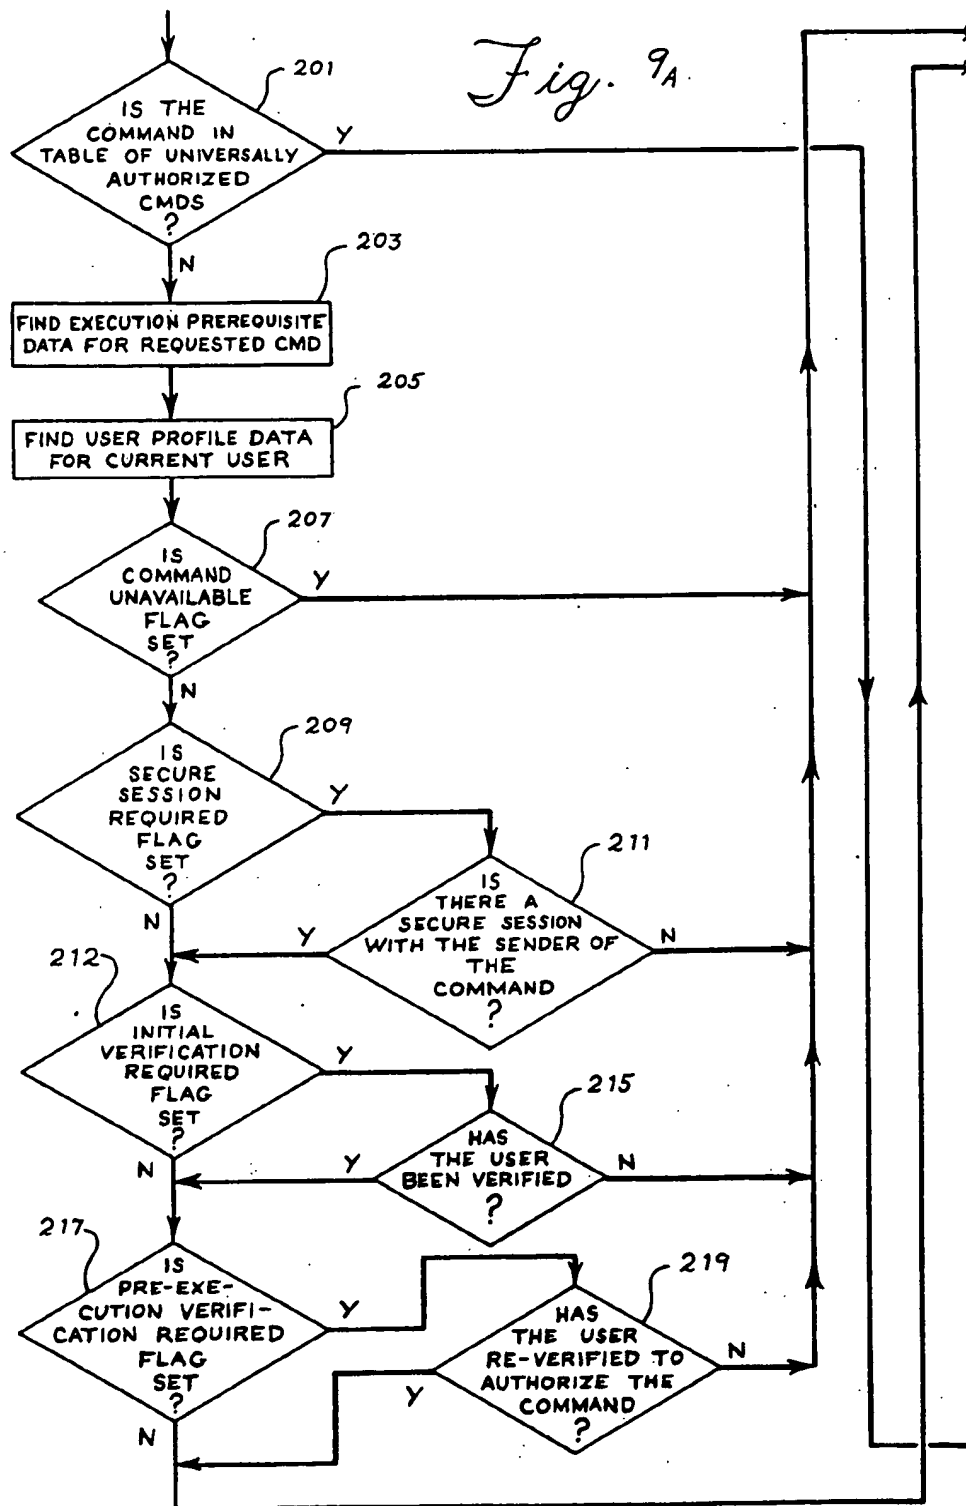 Fig. 9A
201
IS THE
COMMAND IN
TABLE OF UNIVERSALLY
AUTHORIZED
CMDS
?
Y
N
203
FIND EXECUTION PREREQUISITE
DATA FOR REQUESTED CMD
205
FIND USER PROFILE DATA
FOR CURRENT USER
207
IS
COMMAND
UNAVAILABLE
FLAG
SET
?
Y
N
209
IS
SECURE
SESSION
REQUIRED
FLAG
SET
?
Y
N
211
IS
THERE A
SECURE SESSION
WITH THE SENDER OF
THE
COMMAND
?
Y
N
212
IS
INITIAL
VERIFICATION
REQUIRED
FLAG
SET
?
Y
N
215
HAS
THE USER
BEEN VERIFIED
?
Y
N
217
IS
PRE-EXE-
CUTION VERIFI-
CATION REQUIRED
FLAG
SET
?
Y
N
219
HAS
THE USER
RE-VERIFIED TO
AUTHORIZE THE
COMMAND
?
Y
N